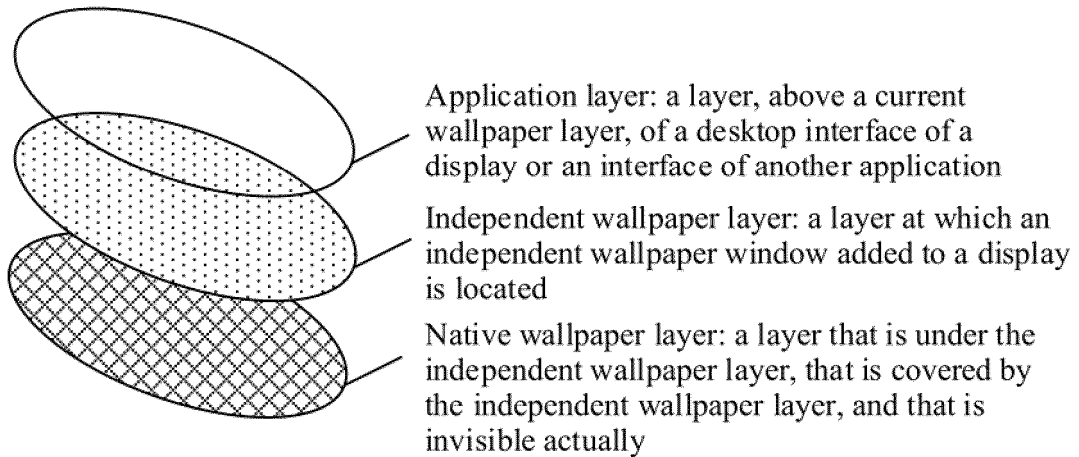 Application layer: a layer, above a current
wallpaper layer, of a desktop interface of a
display or an interface of another application
Independent wallpaper layer: a layer at which an
independent wallpaper window added to a display
is located
Native wallpaper layer: a layer that is under the
independent wallpaper layer, that is covered by
the independent wallpaper layer, and that is
invisible actually